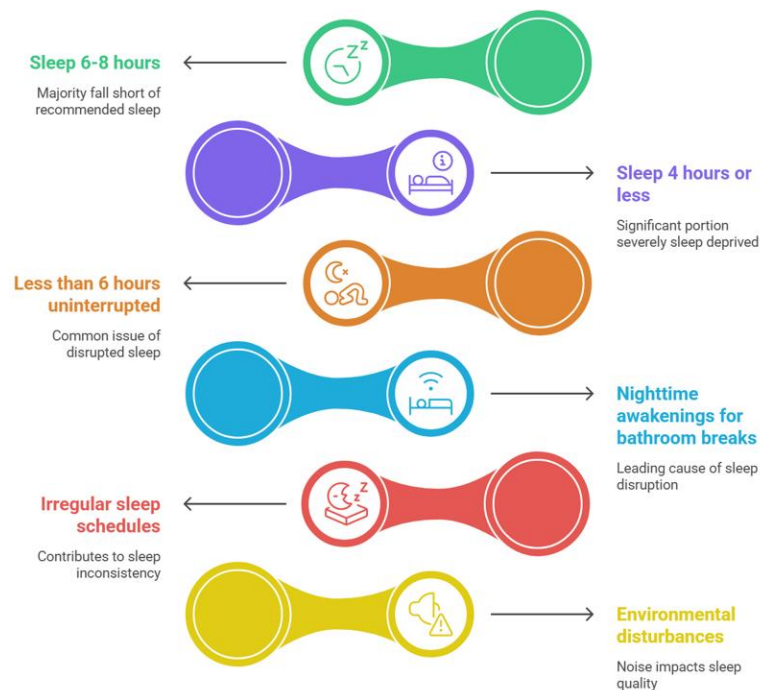 Sleep 6-8 hours
Majority fall short of
recommended sleep
Sleep 4 hours or
less
Significant portion
severely sleep deprived
Less than 6 hours
uninterrupted
Common issue of
disrupted sleep
Nighttime
awakenings for
bathroom breaks
Leading cause of sleep
disruption
Irregular sleep
schedules
Contributes to sleep
inconsistency
Environmental
disturbances
Noise impacts sleep
quality